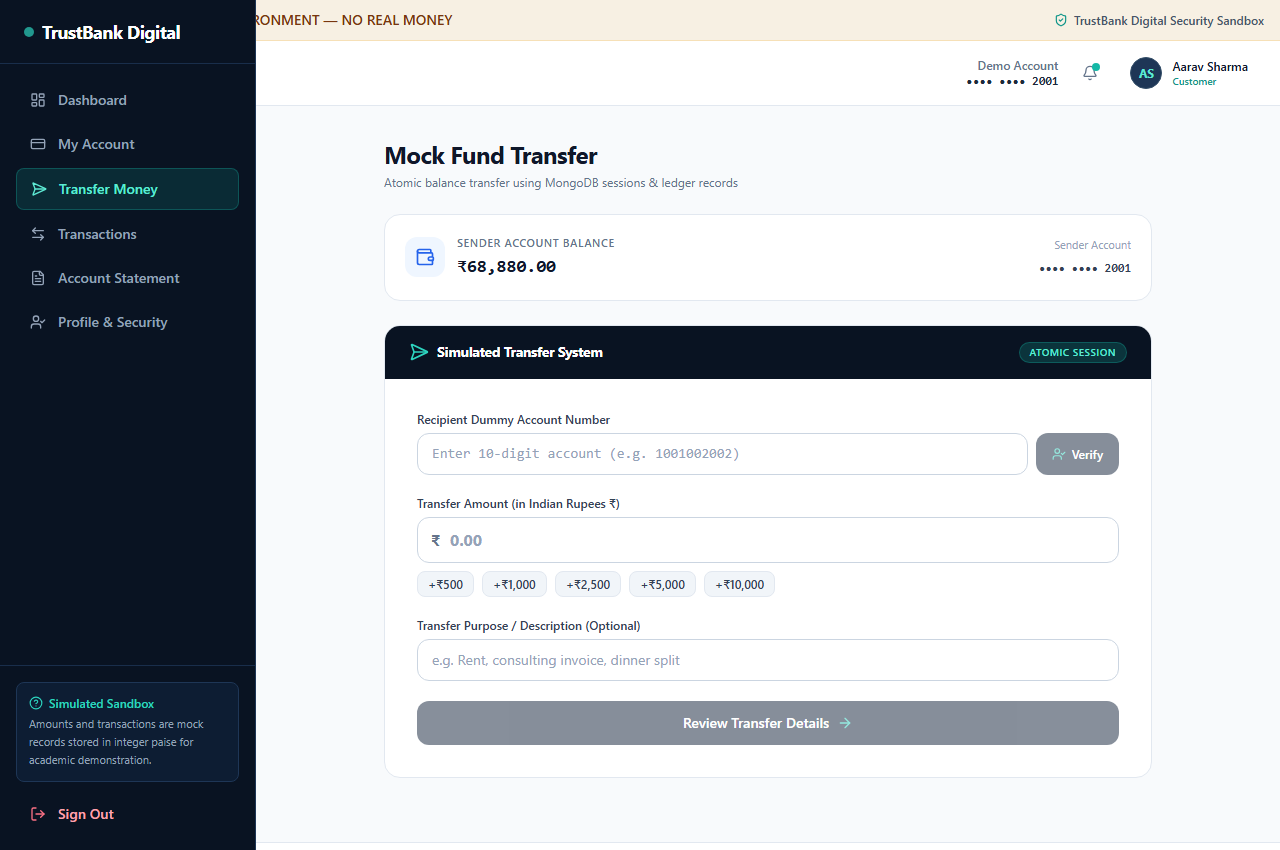 TrustBank Digital
Dashboard
My Account
Transfer Money
Transactions
Account Statement
Profile & Security
Simulated Sandbox
Amounts and transactions are mock
records stored in integer paise for
academic demonstration.
Sign Out
RONMENT — NO REAL MONEY
TrustBank Digital Security Sandbox
Demo Account
•••• •••• 2001
AS
Aarav Sharma
Customer
Mock Fund Transfer
Atomic balance transfer using MongoDB sessions & ledger records
SENDER ACCOUNT BALANCE
₹68,880.00
Sender Account
•••• •••• 2001
Simulated Transfer System
ATOMIC SESSION
Recipient Dummy Account Number
Enter 10-digit account (e.g. 1001002002)
Verify
Transfer Amount (in Indian Rupees ₹)
₹ 0.00
+₹500 +₹1,000 +₹2,500 +₹5,000 +₹10,000
Transfer Purpose / Description (Optional)
e.g. Rent, consulting invoice, dinner split
Review Transfer Details